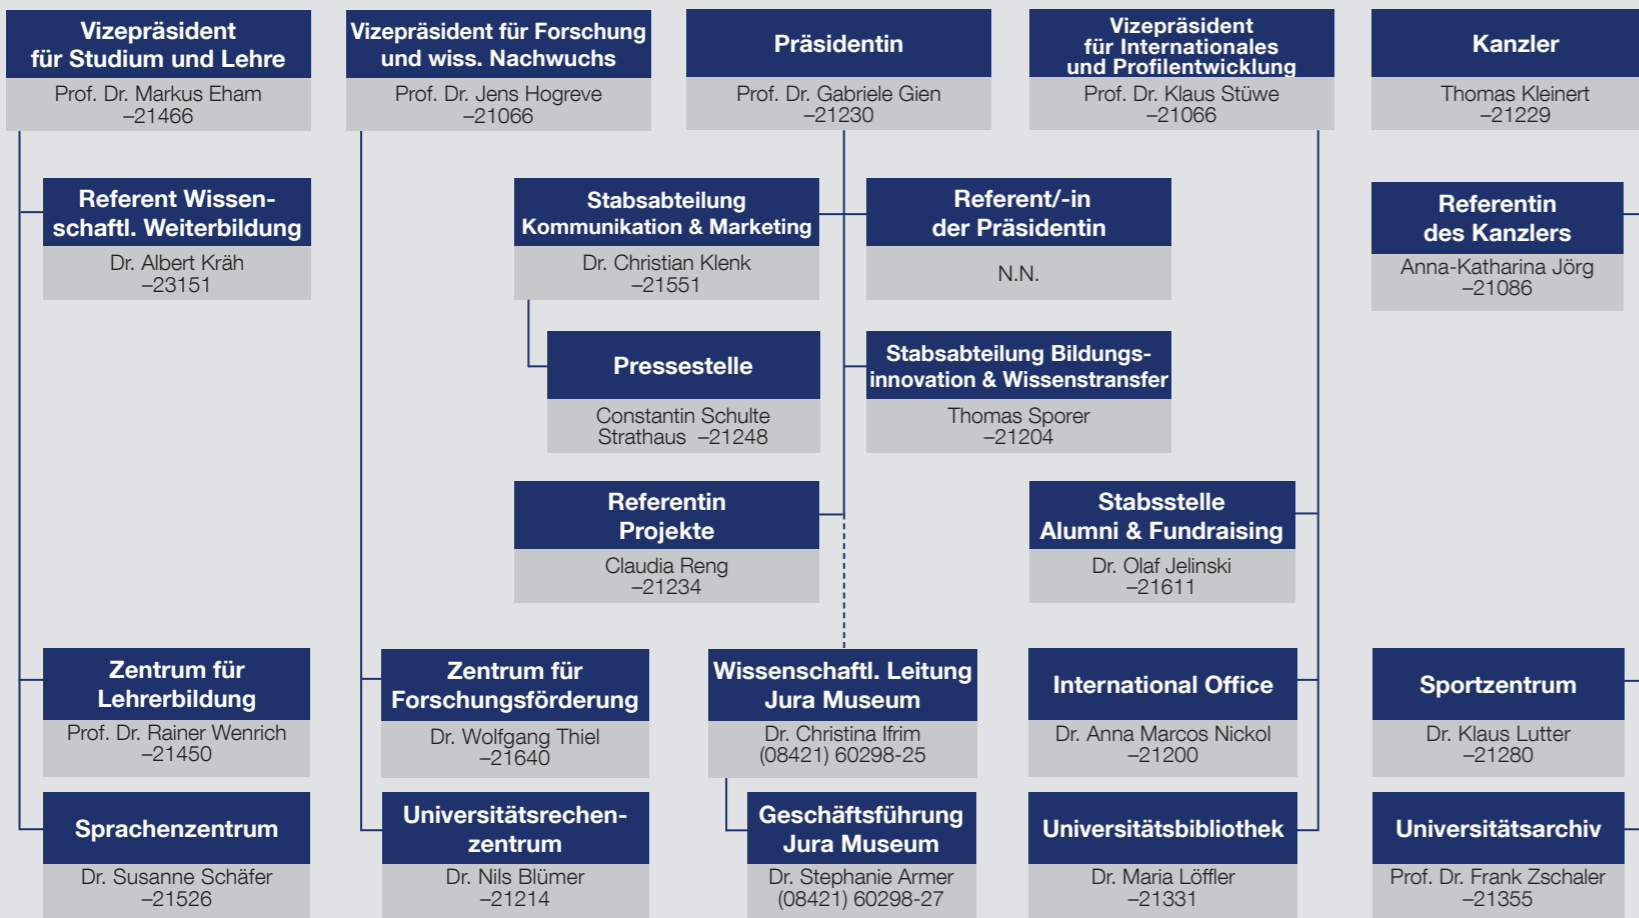 Vizepräsident
für Studium und Lehre
Prof. Dr. Markus Eham
–21466
Vizepräsident für Forschung
und wiss. Nachwuchs
Prof. Dr. Jens Hogreve
–21066
Präsidentin
Prof. Dr. Gabriele Gien
–21230
Vizepräsident
für Internationales
und Profilentwicklung
Prof. Dr. Klaus Stüwe
–21066
Kanzler
Thomas Kleinert
–21229
Referent Wissen-
schaftl. Weiterbildung
Dr. Albert Kräh
–23151
Stabsabteilung
Kommunikation & Marketing
Dr. Christian Klenk
–21551
Referent/-in
der Präsidentin
N.N.
Referentin
des Kanzlers
Anna-Katharina Jörg
–21086
Pressestelle
Constantin Schulte
Strathaus –21248
Stabsabteilung Bildungs-
innovation & Wissenstransfer
Thomas Sporer
–21204
Referentin
Projekte
Claudia Reng
–21234
Stabsstelle
Alumni & Fundraising
Dr. Olaf Jelinski
–21611
Zentrum für
Lehrerbildung
Prof. Dr. Rainer Wenrich
–21450
Zentrum für
Forschungsförderung
Dr. Wolfgang Thiel
–21640
Wissenschaftl. Leitung
Jura Museum
Dr. Christina Ifrim
(08421) 60298-25
International Office
Dr. Anna Marcos Nickol
–21200
Sportzentrum
Dr. Klaus Lutter
–21280
Sprachenzentrum
Dr. Susanne Schäfer
–21526
Universitätsrechen-
zentrum
Dr. Nils Blümer
–21214
Geschäftsführung
Jura Museum
Dr. Stephanie Armer
(08421) 60298-27
Universitätsbibliothek
Dr. Maria Löffler
–21331
Universitätsarchiv
Prof. Dr. Frank Zschaler
–21355